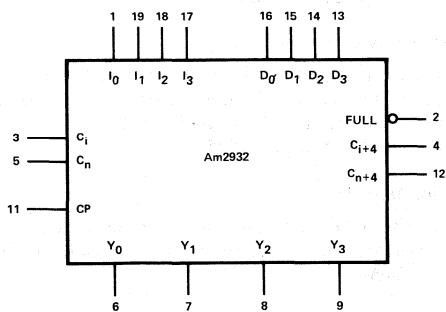 1 19 18 17 16 15 14 13
I0 I1 I2 I3 D0 D1 D2 D3
FULL 2
3 Ci Ci+4 4
5 Cn Am2932 Cn+4 12
11 CP
Y0 Y1 Y2 Y3
6 7 8 9